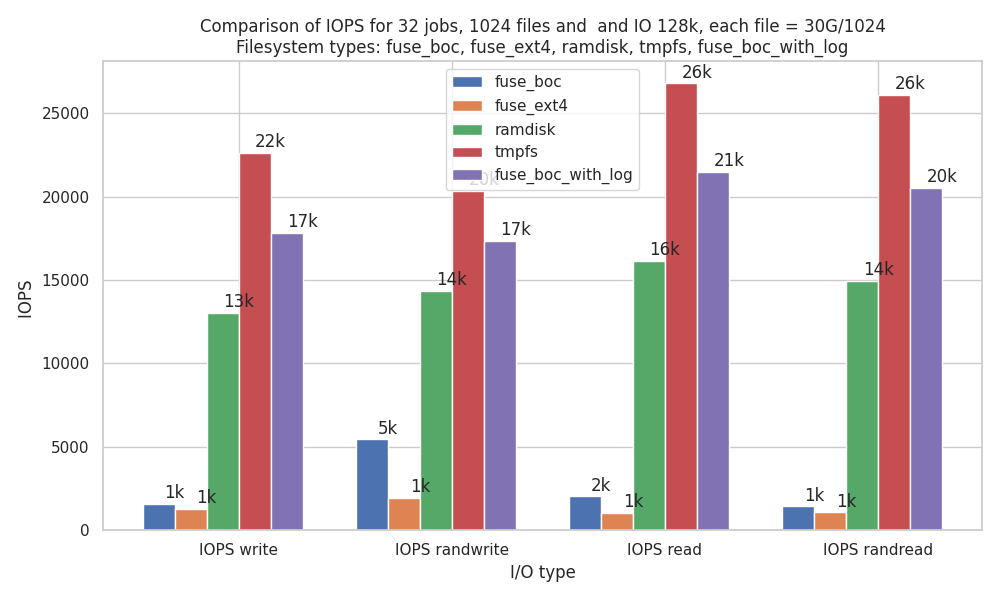 Comparison of IOPS for 32 jobs, 1024 files and  and IO 128k, each file = 30G/1024
Filesystem types: fuse_boc, fuse_ext4, ramdisk, tmpfs, fuse_boc_with_log
fuse_boc
fuse_ext4
ramdisk
tmpfs
fuse_boc_with_log
IOPS
25000
20000
15000
10000
5000
0
1k
1k
13k
22k
17k
5k
1k
14k
20k
17k
2k
1k
16k
26k
21k
1k
1k
14k
26k
20k
IOPS write
IOPS randwrite
IOPS read
IOPS randread
I/O type